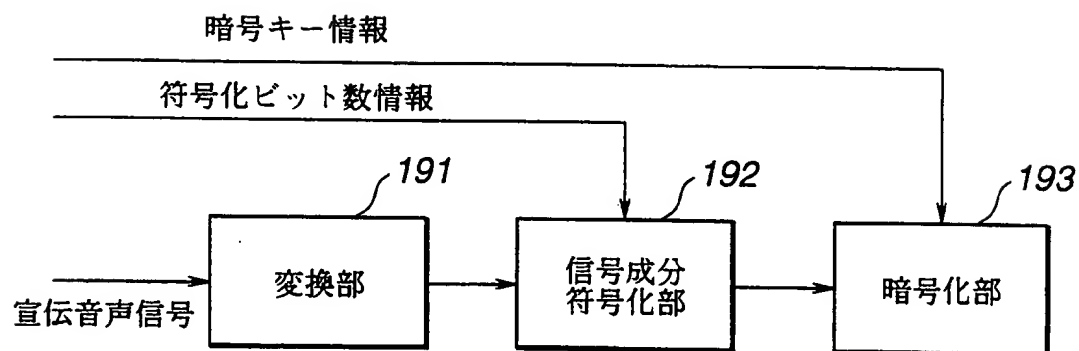 暗号キー情報
符号化ビット数情報
191
192
193
変換部
信号成分
符号化部
暗号化部
宣伝音声信号